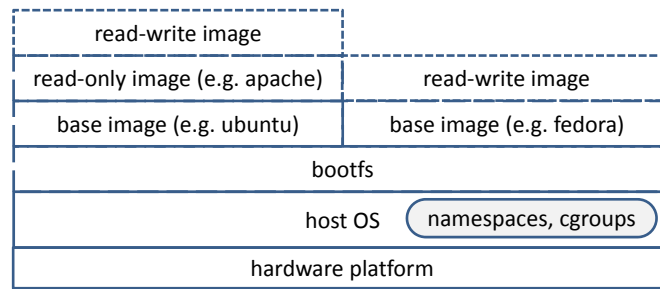 read-write image
read-only image (e.g. apache)
read-write image
base image (e.g. ubuntu)
base image (e.g. fedora)
bootfs
host OS
namespaces, cgroups
hardware platform